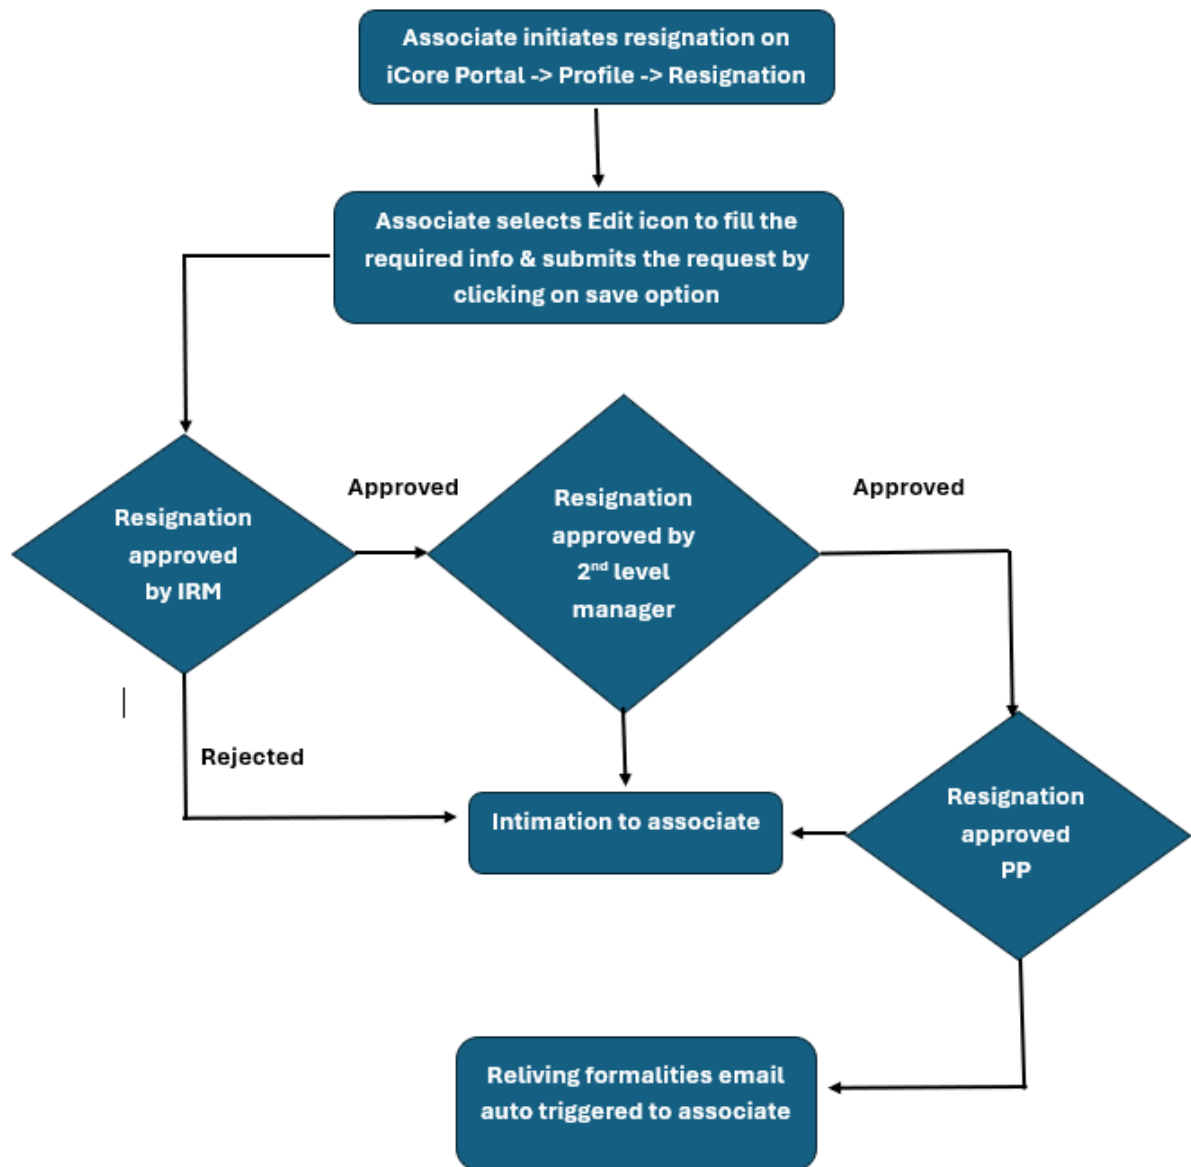 Associate initiates resignation on
iCore Portal -> Profile -> Resignation
Associate selects Edit icon to fill the
required info & submits the request by
clicking on save option
Resignation
approved
by IRM
Approved
Resignation
approved by
2nd level
manager
Approved
Rejected
Intimation to associate
Resignation
approved
PP
Reliving formalities email
auto triggered to associate